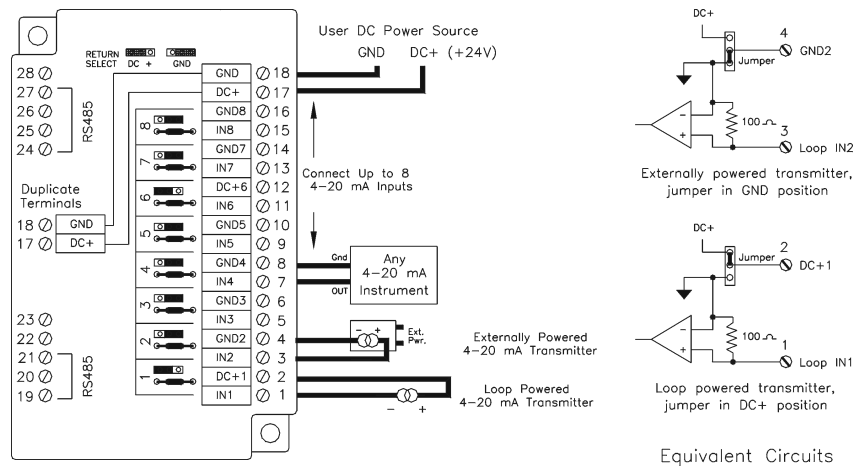 User DC Power Source
GND DC+ (+24V)
RETURN SELECT DC + GND
28
27
26
25
24
RS485
Duplicate Terminals
18 GND
17 DC+
23
22
21
20
19
RS485
8
7
6
5
4
3
2
1
GND 18
DC+ 17
GND8 16
IN8 15
GND7 14
IN7 13
DC+6 12
IN6 11
GND5 10
IN5 9
GND4 8
IN4 7
GND3 6
IN3 5
GND2 4
IN2 3
DC+1 2
IN1 1
Connect Up to 8
4-20 mA Inputs
Gnd
OUT
Any
4-20 mA
Instrument
- +
Ext.
Pwr.
Externally Powered
4-20 mA Transmitter
Loop Powered
4-20 mA Transmitter
- +
DC+
4
GND2
Jumper
-
+
100 Ω
3
Loop IN2
Externally powered transmitter,
jumper in GND position
DC+
2
Jumper
DC+1
-
+
100 Ω
1
Loop IN1
Loop powered transmitter,
jumper in DC+ position
Equivalent Circuits